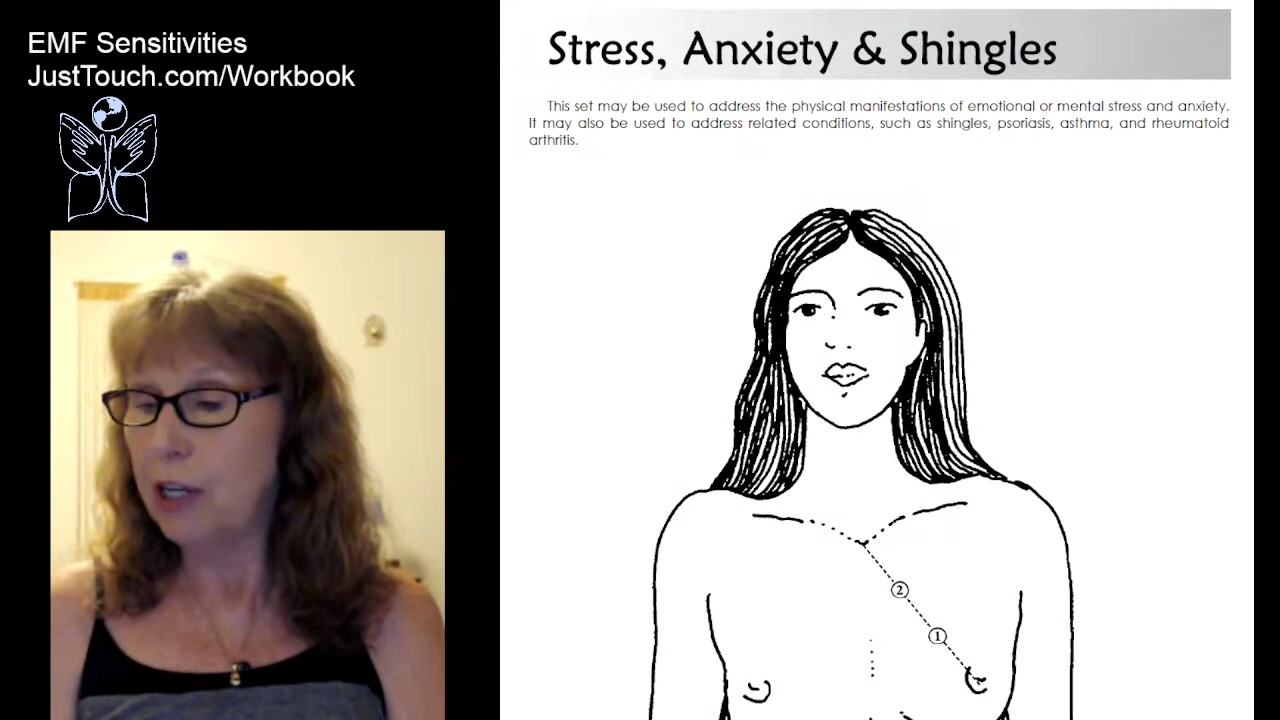 EMF Sensitivities
JustTouch.com/Workbook
Stress, Anxiety & Shingles
This set may be used to address the physical manifestations of emotional or mental stress and anxiety.
It may also be used to address related conditions, such as shingles, psoriasis, asthma, and rheumatoid
arthritis.
2
1